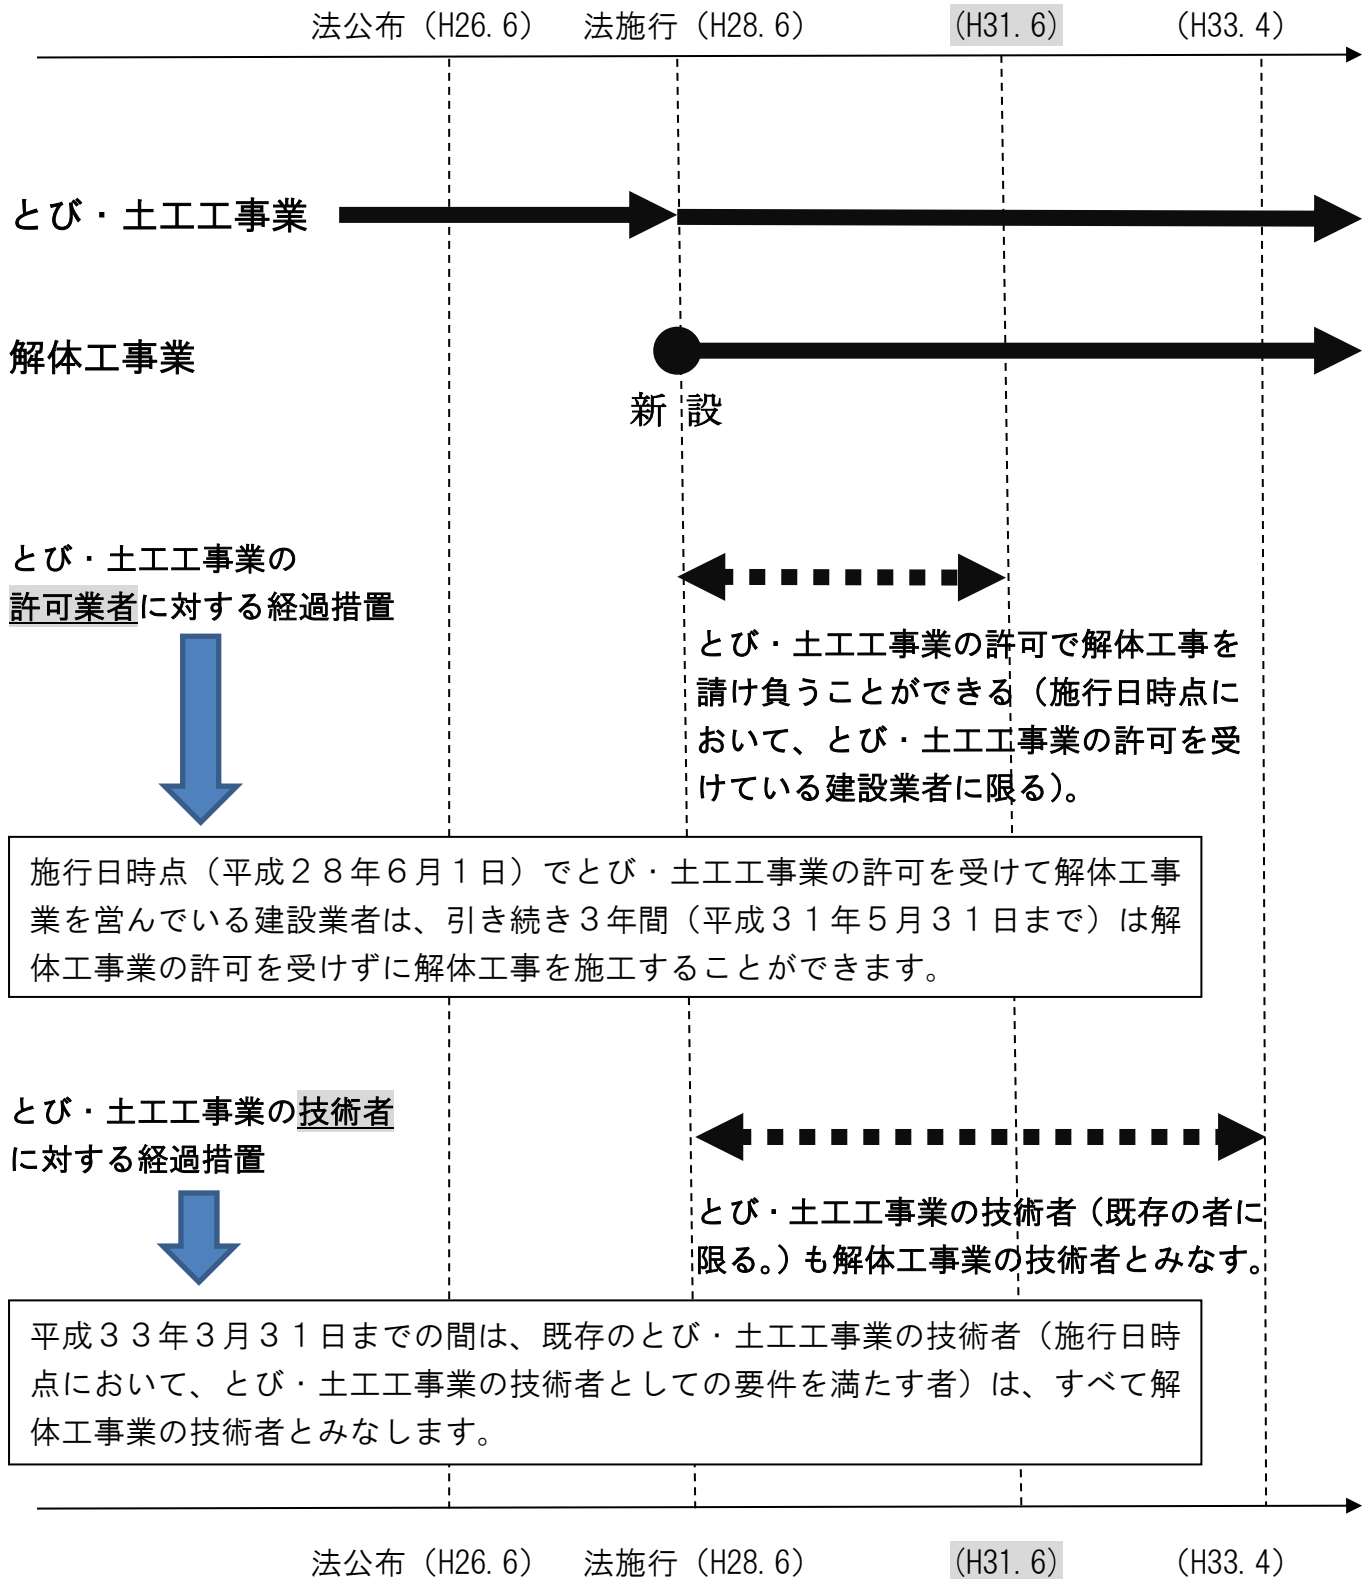 法公布（H26.6） 法施行（H28.6） (H31.6) (H33.4)
とび・土工工事業
解体工事業
新 設
とび・土工工事業の
許可業者に対する経過措置
とび・土工工事業の許可で解体工事を
請け負うことができる（施行日時点に
おいて、とび・土工工事業の許可を受
けている建設業者に限る）。
施行日時点（平成２８年６月１日）でとび・土工工事業の許可を受けて解体工事
業を営んでいる建設業者は、引き続き３年間（平成３１年５月３１日まで）は解
体工事業の許可を受けずに解体工事を施工することができます。
とび・土工工事業の技術者
に対する経過措置
とび・土工工事業の技術者（既存の者に
限る。）も解体工事業の技術者とみなす。
平成３３年３月３１日までの間は、既存のとび・土工工事業の技術者（施行日時
点において、とび・土工工事業の技術者としての要件を満たす者）は、すべて解
体工事業の技術者とみなします。
法公布（H26.6） 法施行（H28.6） (H31.6) (H33.4)